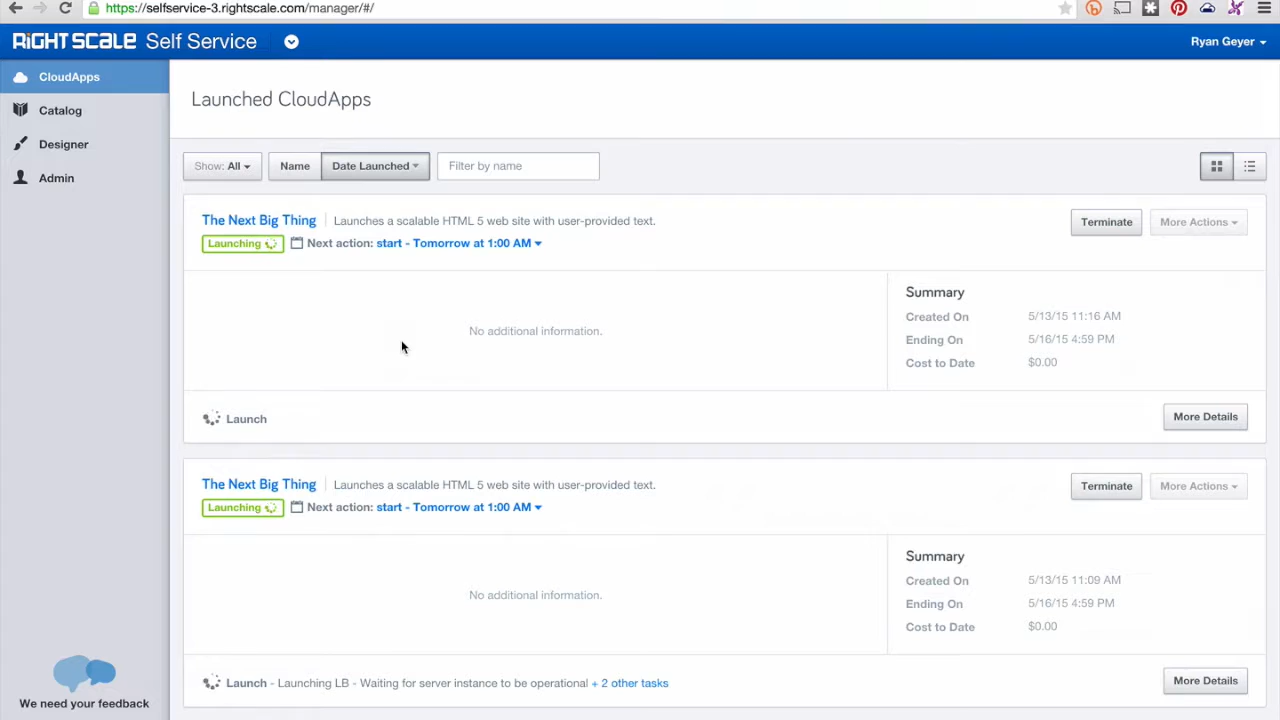 https://selfservice-3.rightscale.com/manager/#/
RIGHTSCALE Self Service
Ryan Geyer
CloudApps
Catalog
Designer
Admin
Launched CloudApps
Show: All
Name
Date Launched
Filter by name
The Next Big Thing
Launches a scalable HTML 5 web site with user-provided text.
Terminate
More Actions
Launching
Next action: start - Tomorrow at 1:00 AM
No additional information.
Summary
Created On 5/13/15 11:16 AM
Ending On 5/16/15 4:59 PM
Cost to Date $0.00
Launch
More Details
The Next Big Thing
Launches a scalable HTML 5 web site with user-provided text.
Terminate
More Actions
Launching
Next action: start - Tomorrow at 1:00 AM
No additional information.
Summary
Created On 5/13/15 11:09 AM
Ending On 5/16/15 4:59 PM
Cost to Date $0.00
Launch - Launching LB - Waiting for server instance to be operational + 2 other tasks
More Details
We need your feedback